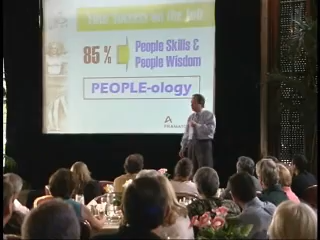 Your Success on the Job
85%
People Skills &
People Wisdom
PEOPLE-ology